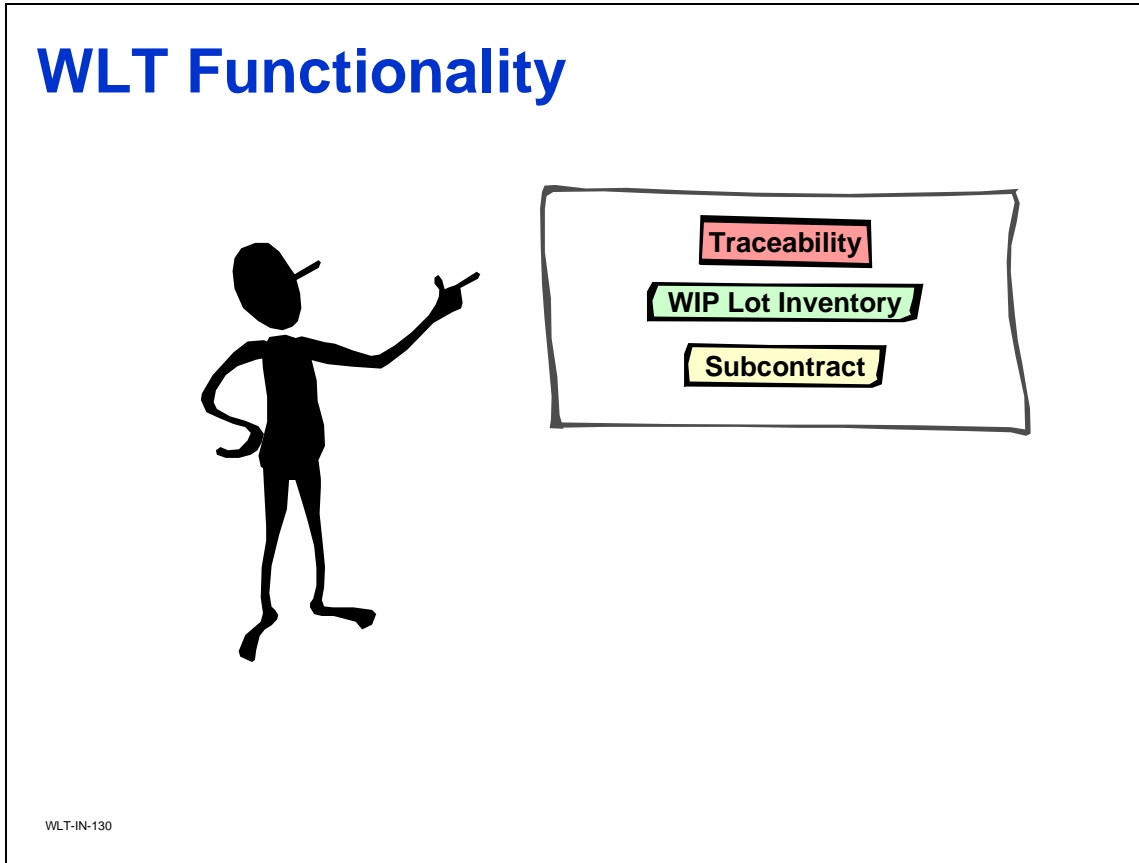 WLT Functionality
Traceability
WIP Lot Inventory
Subcontract
WLT-IN-130